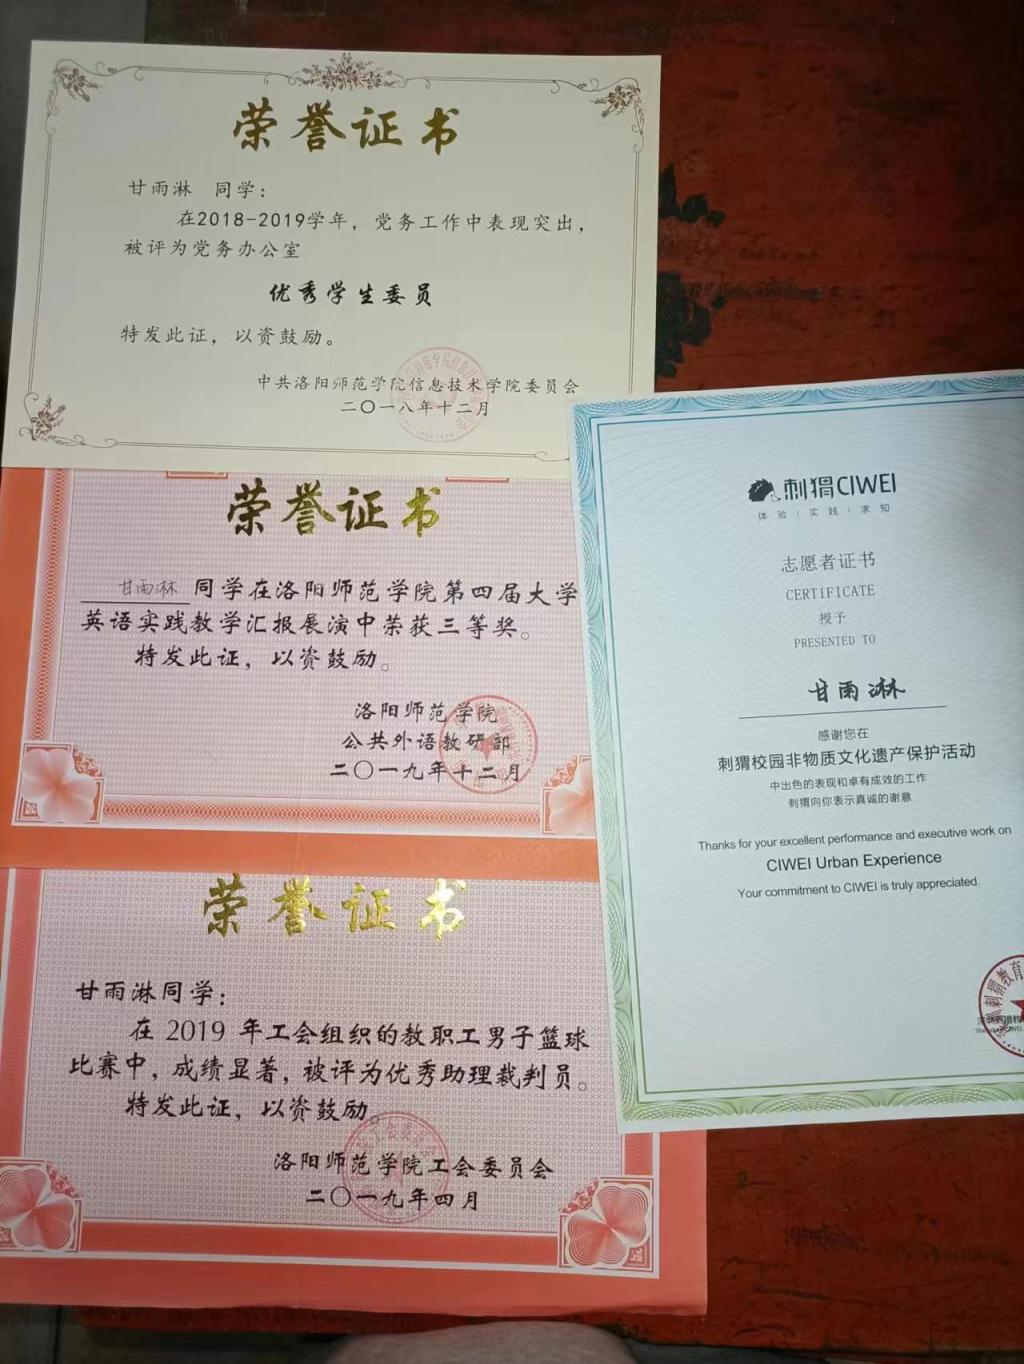 荣誉证书
甘雨淋 同学：
在2018-2019学年，党务工作中表现突出，
被评为党务办公室
优秀学生委员
特发此证，以资鼓励。
中共洛阳师范学院信息技术学院委员会
二〇一八年十二月
荣誉证书
甘雨淋 同学在洛阳师范学院第四届大学
英语实践教学汇报展演中荣获三等奖。
特发此证，以资鼓励。
洛阳师范学院
公共外语教研部
二〇一九年十二月
荣誉证书
甘雨淋同学：
在 2019 年工会组织的教职工男子篮球
比赛中，成绩显著，被评为优秀助理裁判员。
特发此证，以资鼓励。
洛阳师范学院工会委员会
二〇一九年四月
刺猬CIWEI
体验 | 实践 | 求知
志愿者证书
CERTIFICATE
授予
PRESENTED TO
甘雨淋
感谢您在
刺猬校园非物质文化遗产保护活动
中出色的表现和卓有成效的工作
刺猬向你表示真诚的谢意
Thanks for your excellent performance and executive work on
CIWEI Urban Experience
Your commitment to CIWEI is truly appreciated.